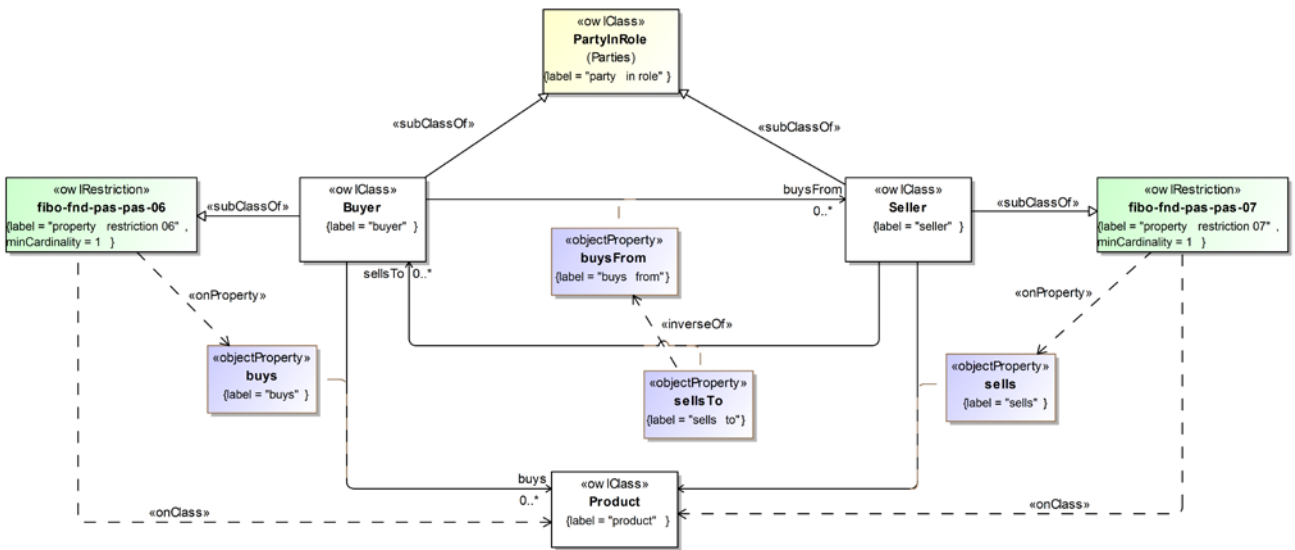 «owlClass»
PartyInRole
(Parties)
{label = "party in role" }
«subClassOf»
«subClassOf»
«owlRestriction»
fibo-fnd-pas-pas-06
{label = "property restriction 06" ,
minCardinality = 1 }
«subClassOf»
«owlClass»
Buyer
{label = "buyer" }
buysFrom
0..*
«owlClass»
Seller
{label = "seller" }
«subClassOf»
«owlRestriction»
fibo-fnd-pas-pas-07
{label = "property restriction 07" ,
minCardinality = 1 }
«objectProperty»
buysFrom
{label = "buys from"}
sellsTo 0..*
«onProperty»
«onProperty»
«inverseOf»
«objectProperty»
buys
{label = "buys" }
«objectProperty»
sellsTo
{label = "sells to"}
«objectProperty»
sells
{label = "sells" }
buys
0..*
«owlClass»
Product
{label = "product" }
«onClass»
«onClass»